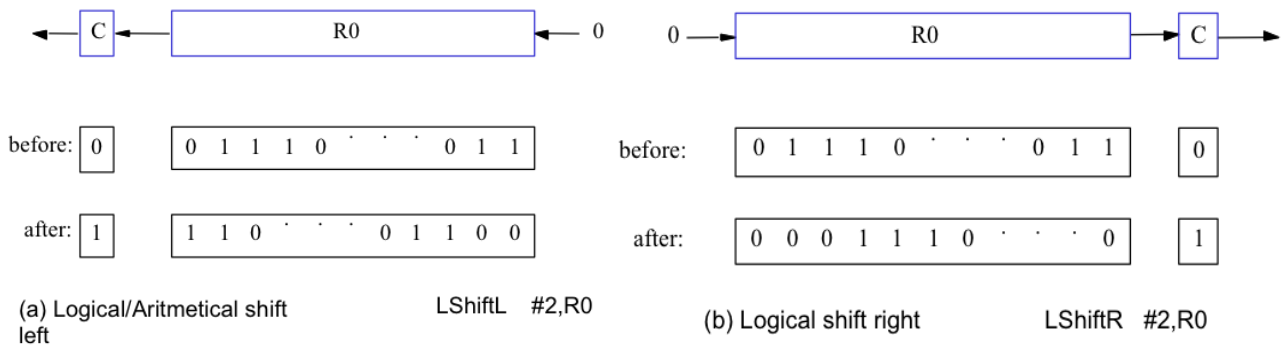 C R0 0
before: 0 0 1 1 1 0 . . . 0 1 1
after: 1 1 1 0 . . . 0 1 1 0 0
(a) Logical/Aritmetical shift left LShiftL #2,R0
0 R0 C
before: 0 1 1 1 0 . . . 0 1 1 0
after: 0 0 0 1 1 1 0 . . . 0 1
(b) Logical shift right LShiftR #2,R0